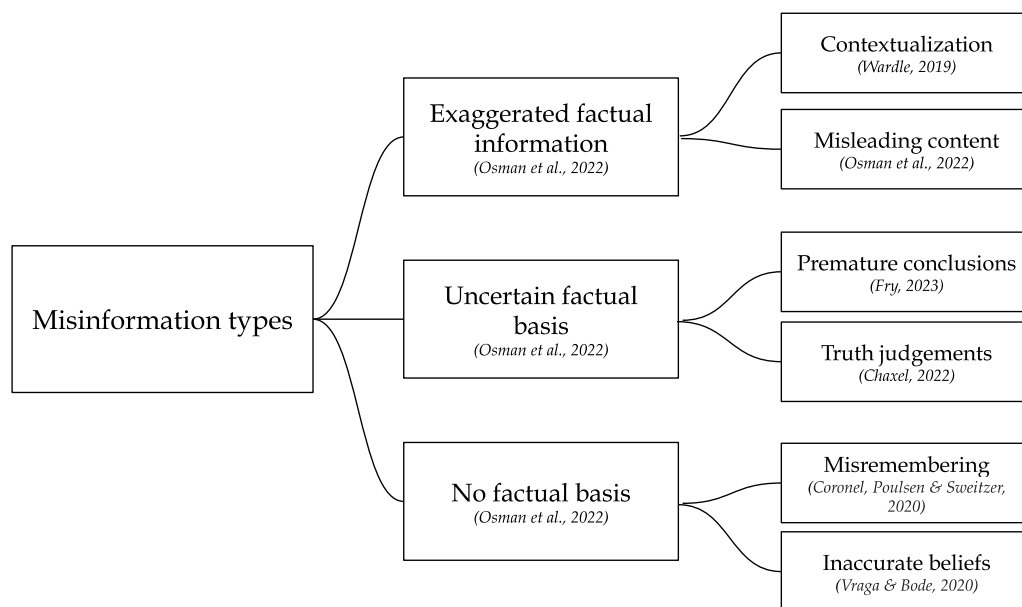 Misinformation types
Exaggerated factual
information
(Osman et al., 2022)
Uncertain factual
basis
(Osman et al., 2022)
No factual basis
(Osman et al., 2022)
Contextualization
(Wardle, 2019)
Misleading content
(Osman et al., 2022)
Premature conclusions
(Fry, 2023)
Truth judgements
(Chaxel, 2022)
Misremembering
(Coronel, Poulsen & Sweitzer,
2020)
Inaccurate beliefs
(Vraga & Bode, 2020)